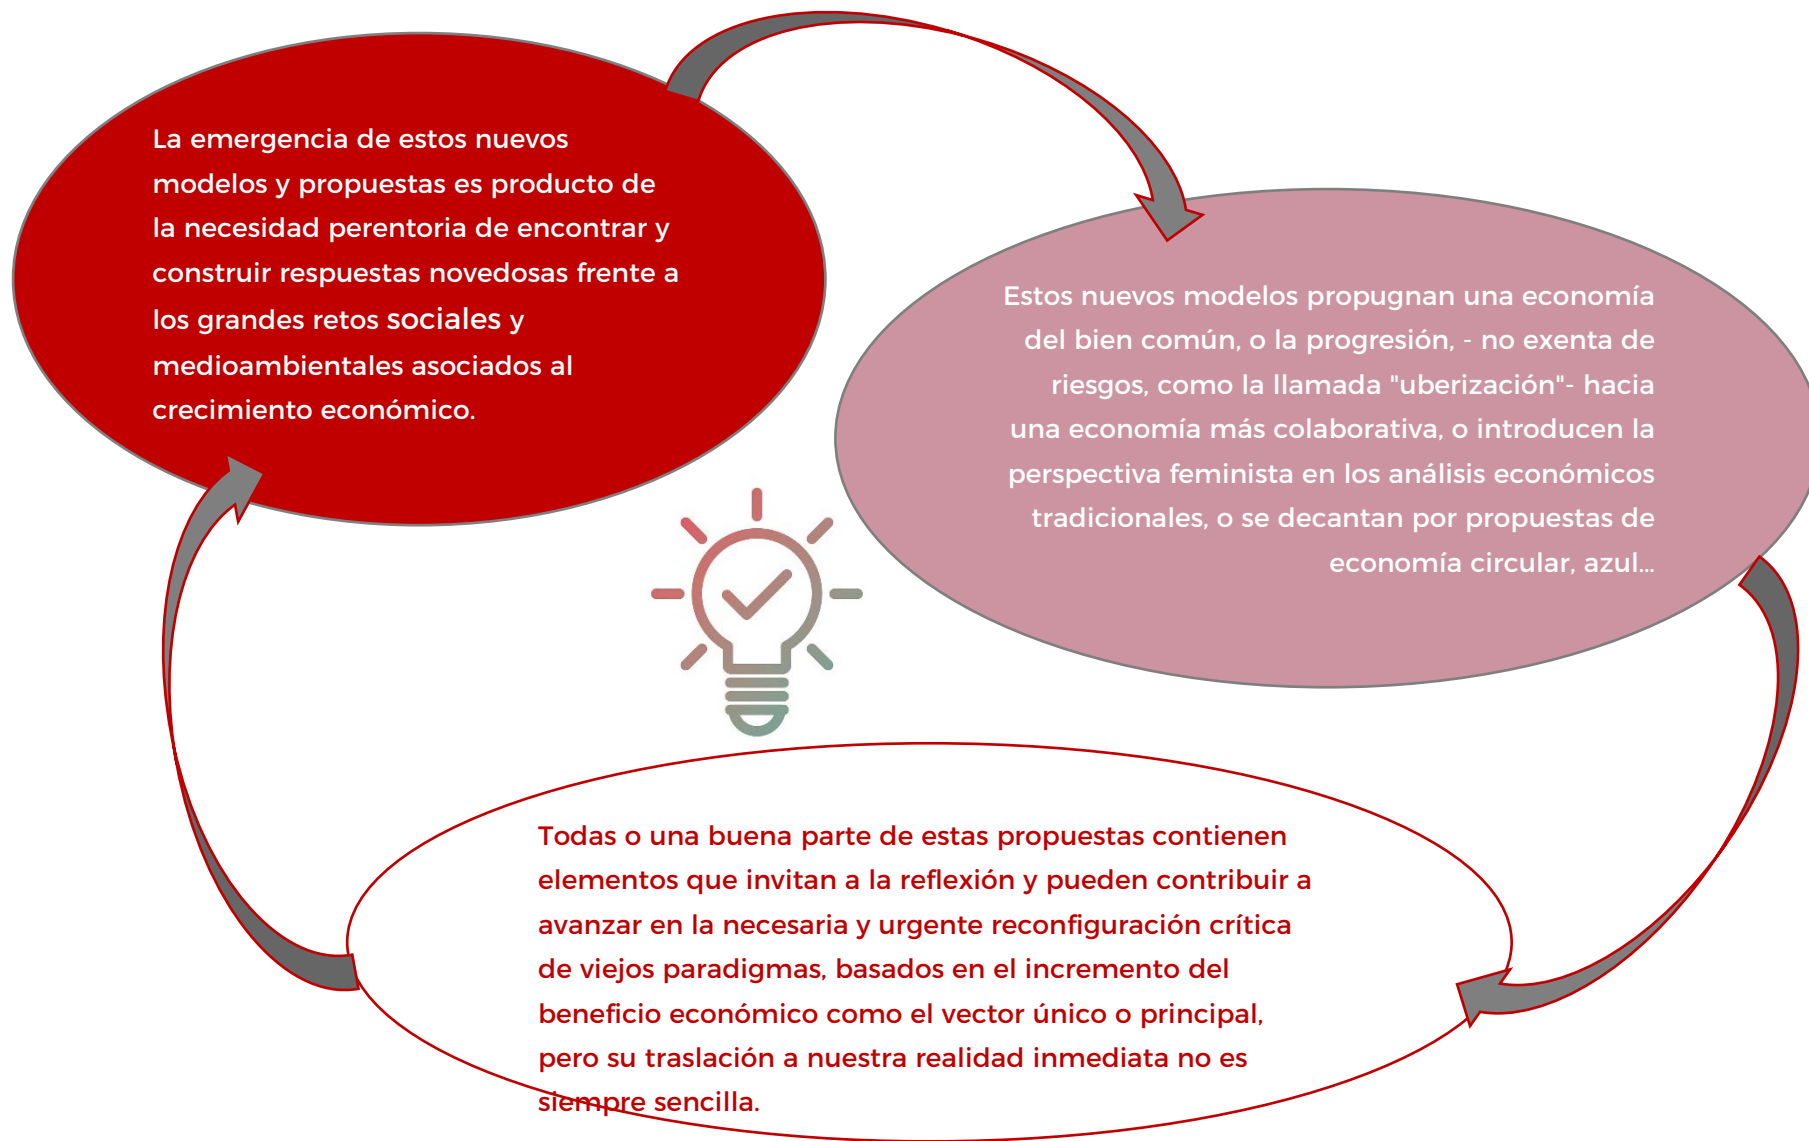 La emergencia de estos nuevos
modelos y propuestas es producto de
la necesidad perentoria de encontrar y
construir respuestas novedosas frente a
los grandes retos sociales y
medioambientales asociados al
crecimiento económico.
Estos nuevos modelos propugnan una economía
del bien común, o la progresión, - no exenta de
riesgos, como la llamada "uberización"- hacia
una economía más colaborativa, o introducen la
perspectiva feminista en los análisis económicos
tradicionales, o se decantan por propuestas de
economía circular, azul...
Todas o una buena parte de estas propuestas contienen
elementos que invitan a la reflexión y pueden contribuir a
avanzar en la necesaria y urgente reconfiguración crítica
de viejos paradigmas, basados en el incremento del
beneficio económico como el vector único o principal,
pero su traslación a nuestra realidad inmediata no es
siempre sencilla.